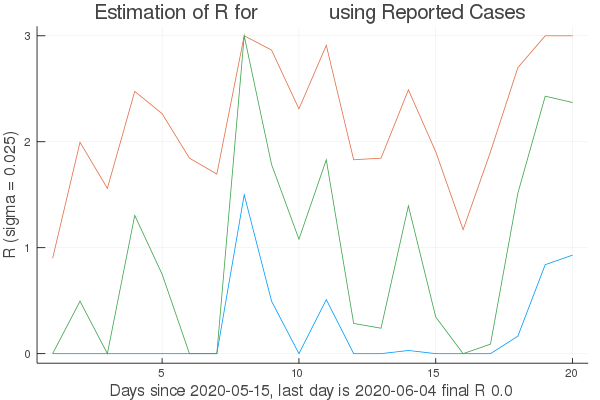 Estimation of R for using Reported Cases
3
2
1
0
R (sigma = 0.025)
5 10 15 20
Days since 2020-05-15, last day is 2020-06-04 final R 0.0